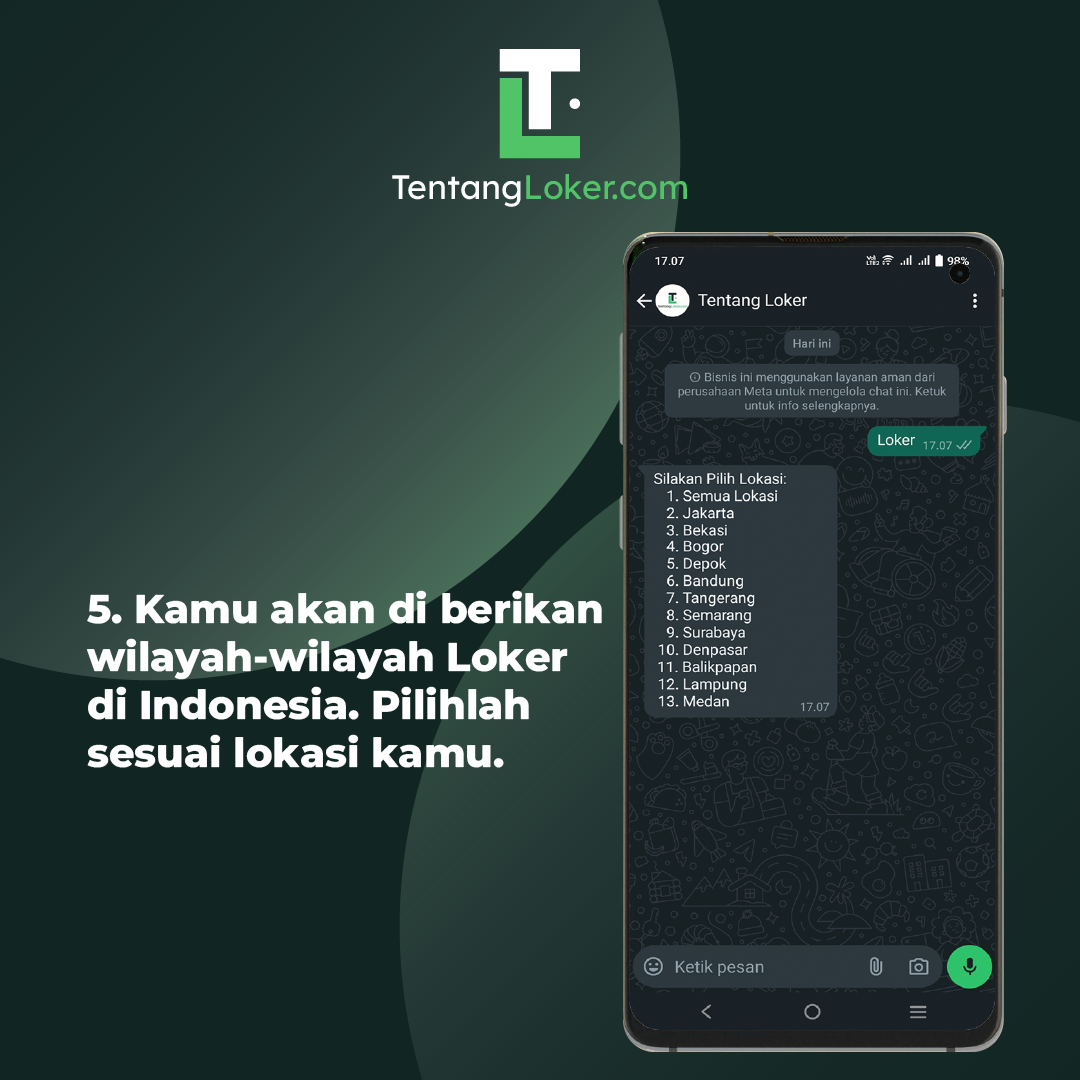 TentangLoker.com
5. Kamu akan di berikan
wilayah-wilayah Loker
di Indonesia. Pilihlah
sesuai lokasi kamu.
17.07
98%
Tentang Loker
Hari ini
Bisnis ini menggunakan layanan aman dari
perusahaan Meta untuk mengelola chat ini. Ketuk
untuk info selengkapnya.
Loker 17.07
Silakan Pilih Lokasi:
1. Semua Lokasi
2. Jakarta
3. Bekasi
4. Bogor
5. Depok
6. Bandung
7. Tangerang
8. Semarang
9. Surabaya
10. Denpasar
11. Balikpapan
12. Lampung
13. Medan
17.07
Ketik pesan